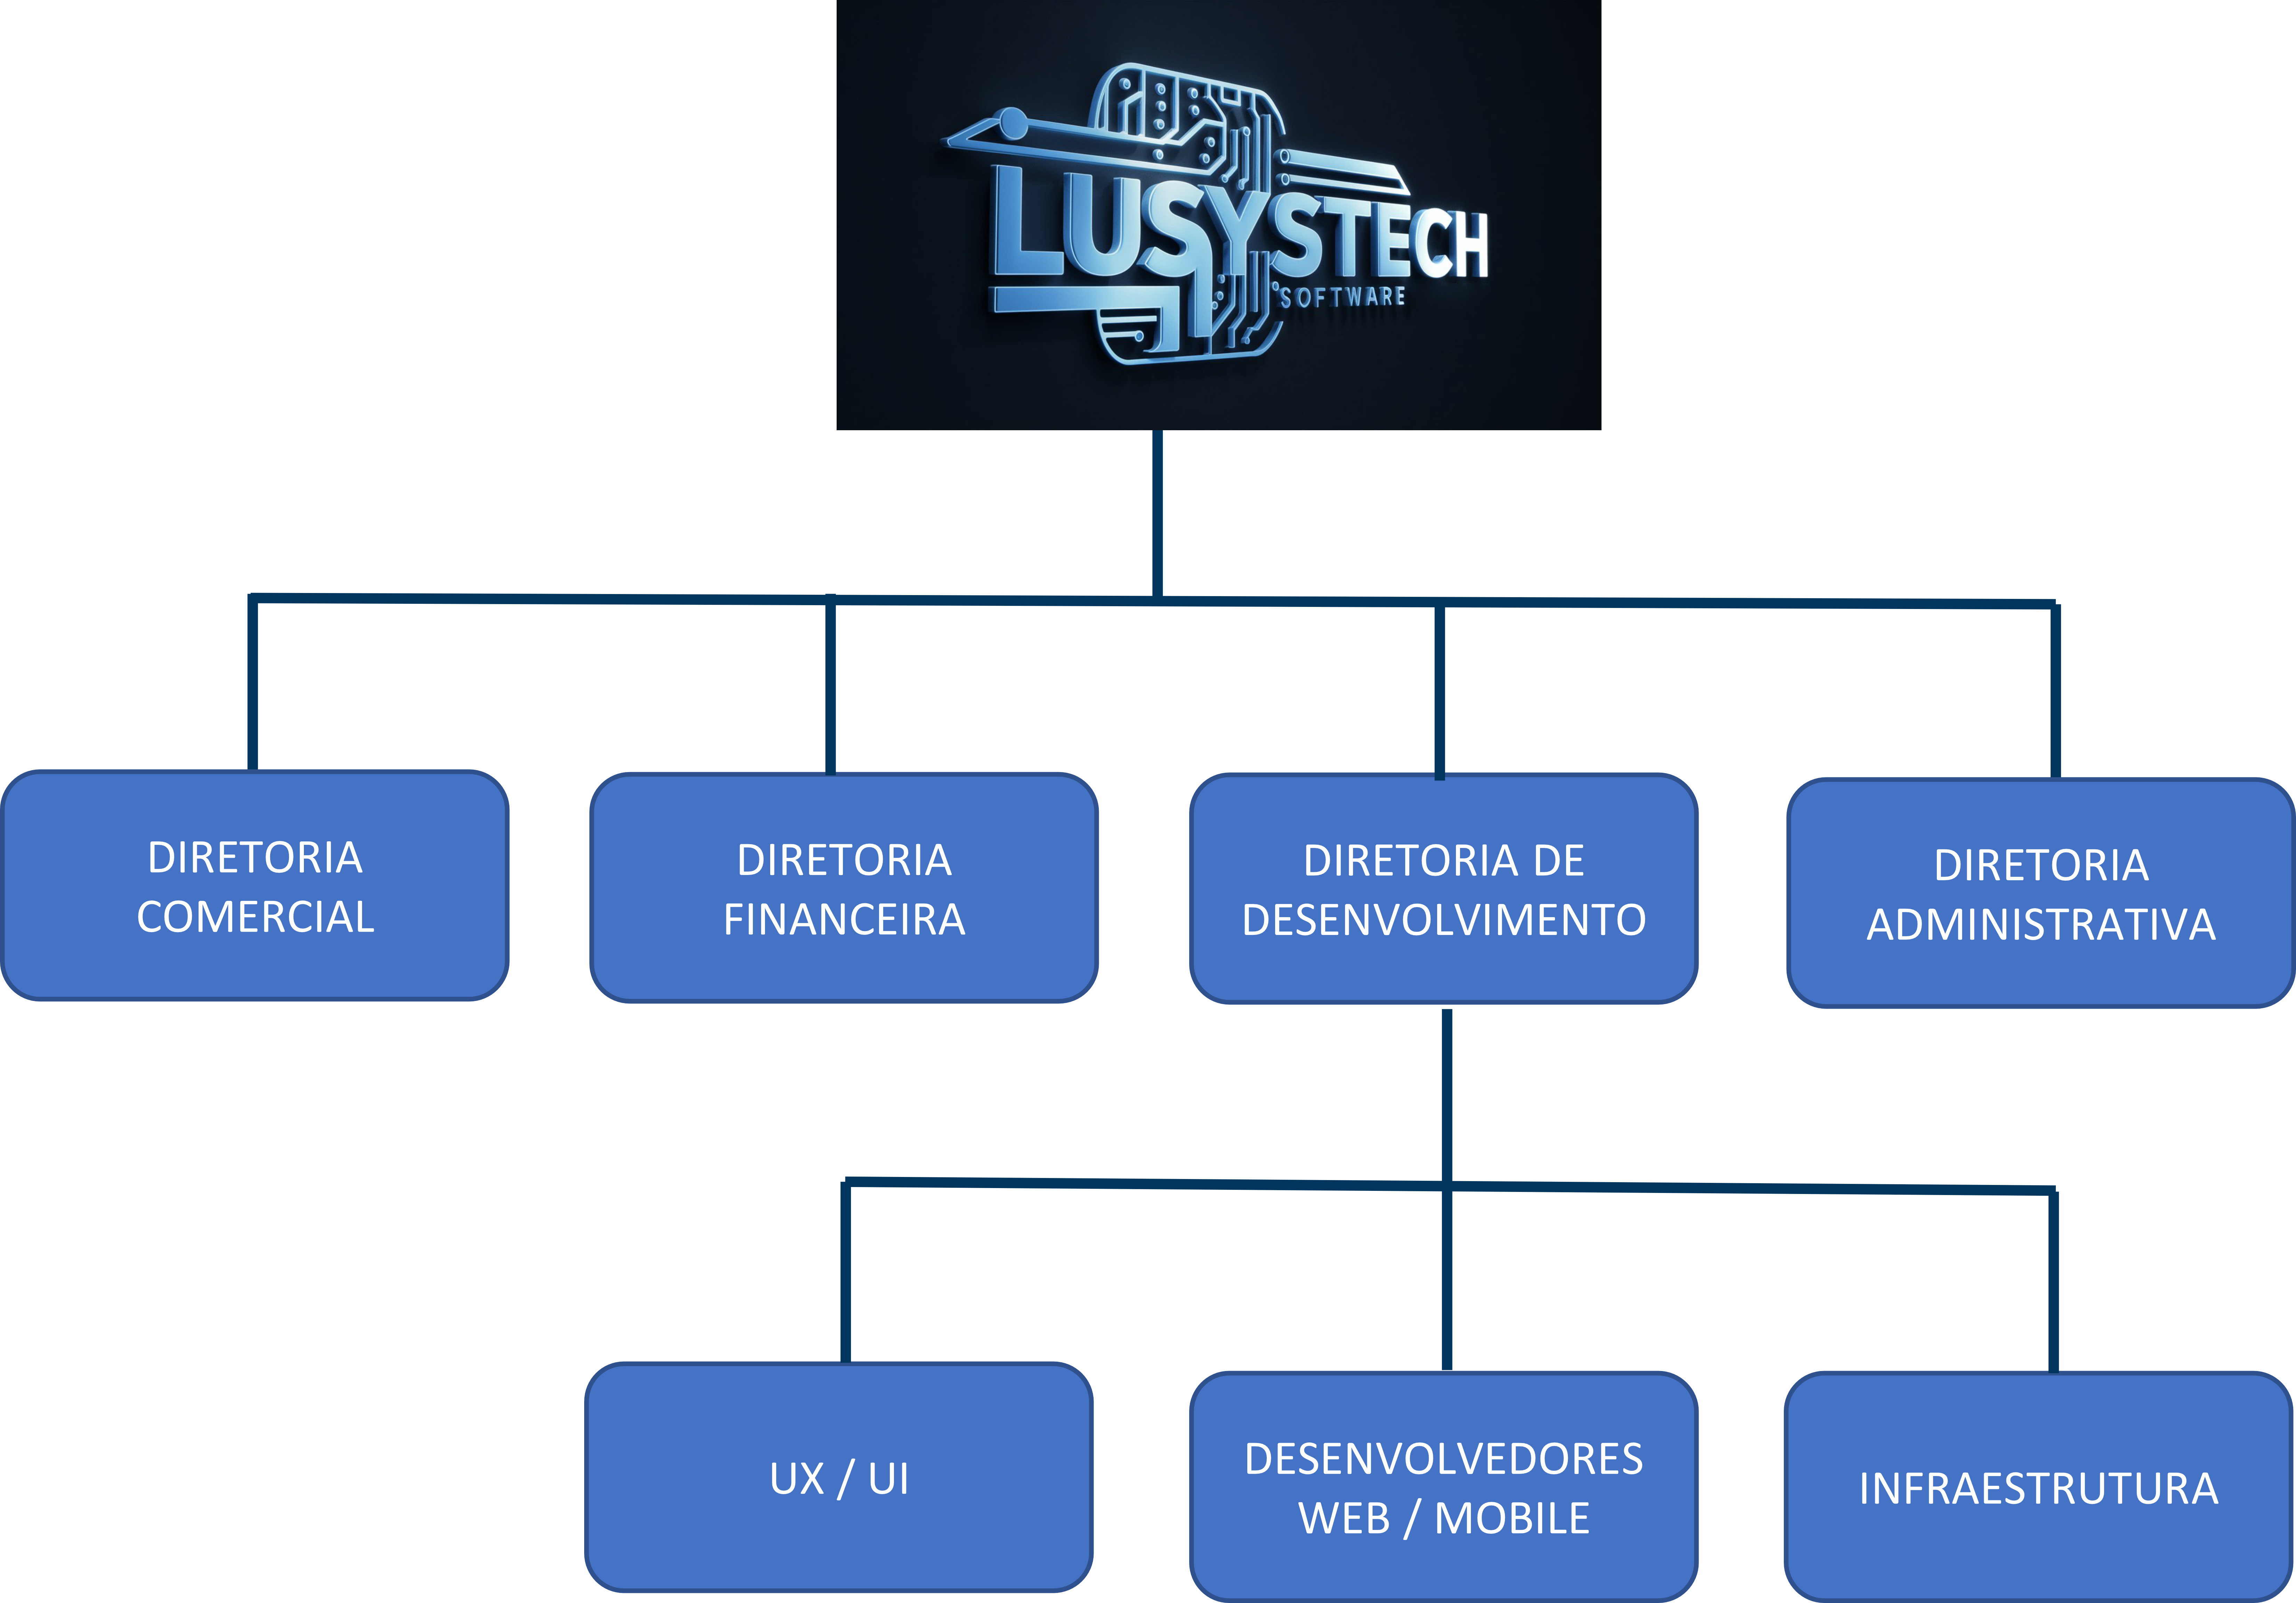 LUSYSTECH
SOFTWARE
DIRETORIA
COMERCIAL
DIRETORIA
FINANCEIRA
DIRETORIA DE
DESENVOLVIMENTO
DIRETORIA
ADMINISTRATIVA
UX / UI
DESENVOLVEDORES
WEB / MOBILE
INFRAESTRUTURA